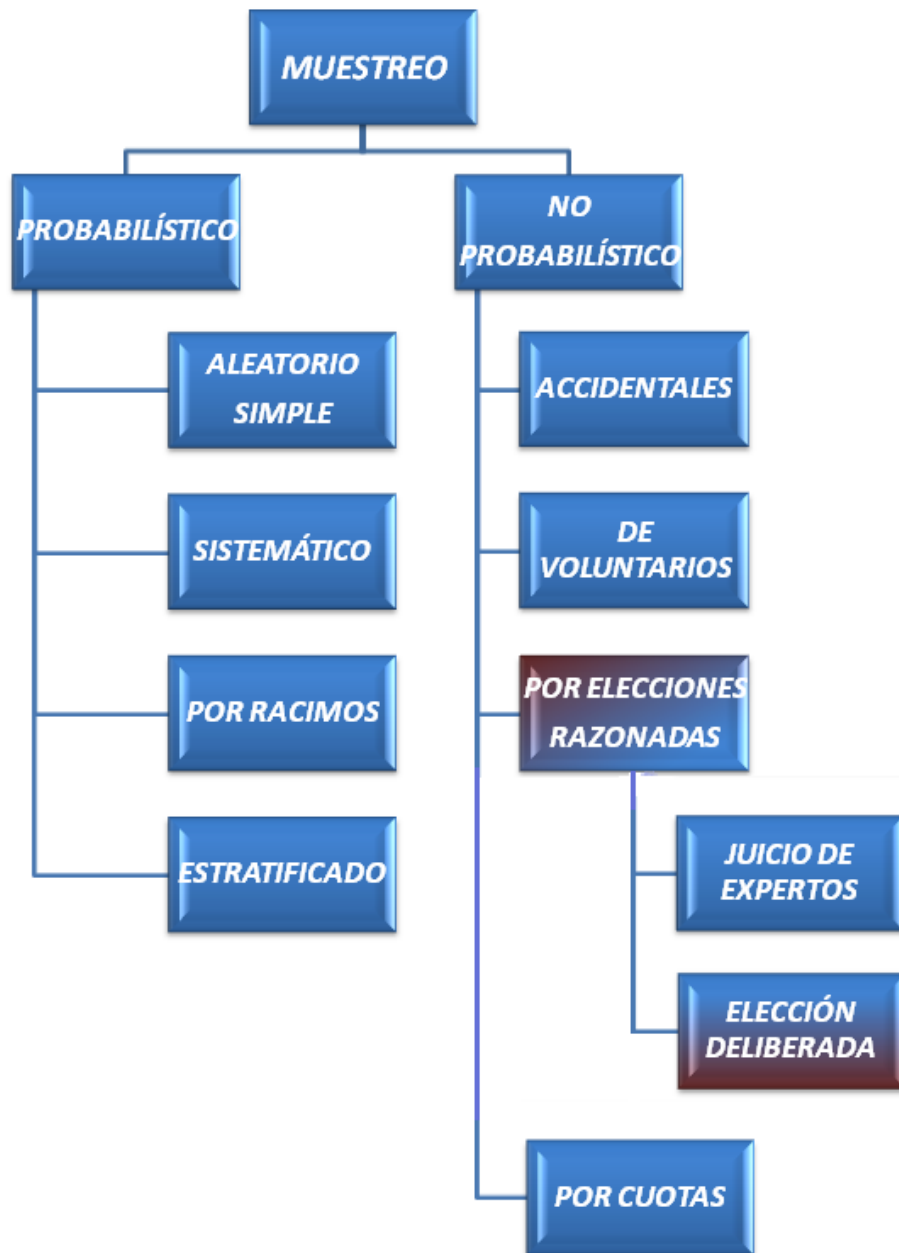 MUESTREO
PROBABILÍSTICO
NO
PROBABILÍSTICO
ALEATORIO
SIMPLE
SISTEMÁTICO
POR RACIMOS
ESTRATIFICADO
ACCIDENTALES
DE
VOLUNTARIOS
POR ELECCIONES
RAZONADAS
JUICIO DE
EXPERTOS
ELECCIÓN
DELIBERADA
POR CUOTAS